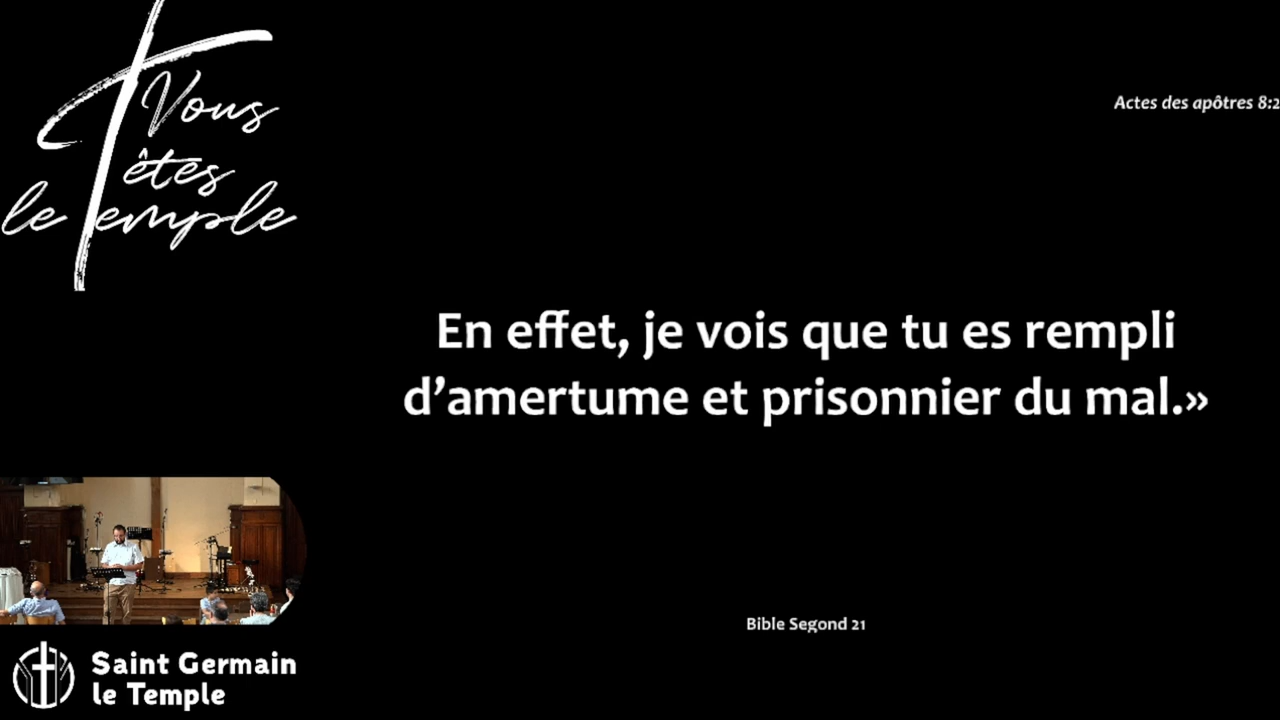 Vous
êtes
le Temple
Actes des apôtres 8:2
En effet, je vois que tu es rempli
d’amertume et prisonnier du mal.»
Bible Segond 21
Saint Germain
le Temple